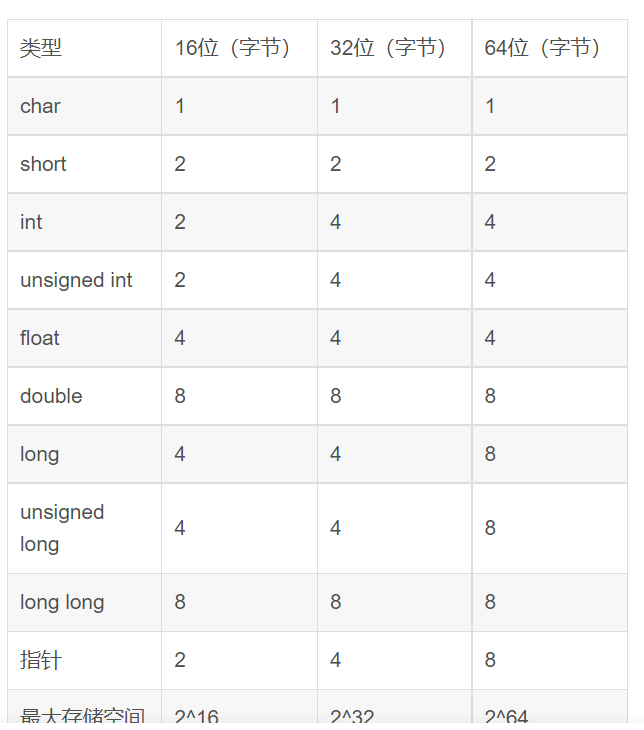 类型 16位（字节） 32位（字节） 64位（字节）
char 1 1 1
short 2 2 2
int 2 4 4
unsigned int 2 4 4
float 4 4 4
double 8 8 8
long 4 4 8
unsigned
long 4 4 8
long long 8 8 8
指针 2 4 8
最大存储空间 2^16 2^32 2^64